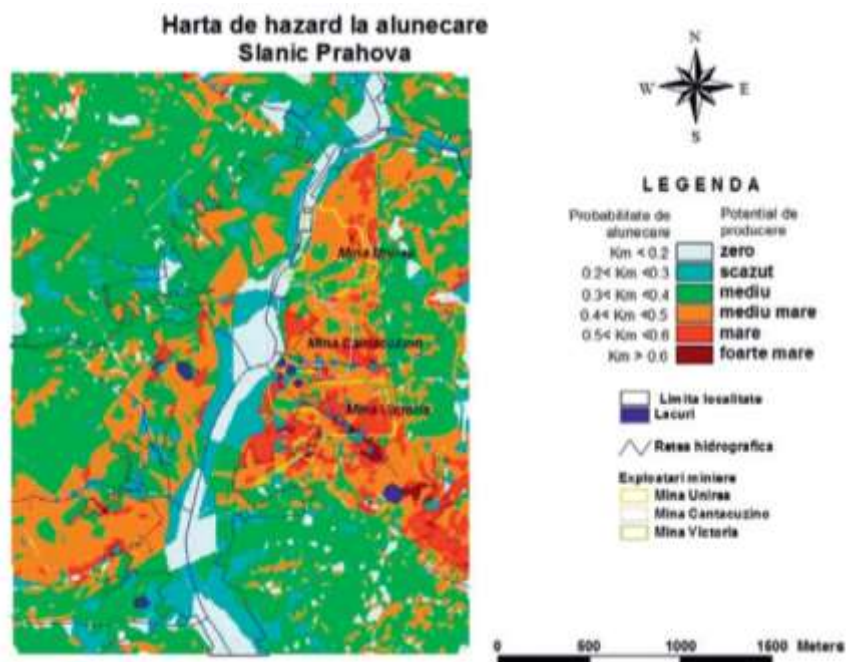 Harta de hazard la alunecare
Slanic Prahova
N
W E
S
Mina Unirea
Mina Cantacuzino
Mina Victoria
LEGENDA
Probabilitate de alunecare
Potential de producere
Km < 0.2 zero
0.2< Km <0.3 scazut
0.3< Km <0.4 mediu
0.4< Km <0.5 mediu mare
0.5< Km <0.6 mare
Km > 0.6 foarte mare
Limita localitate
Lacuri
Retea hidrografica
Exploatari miniere
Mina Unirea
Mina Cantacuzino
Mina Victoria
0 500 1000 1500 Meters